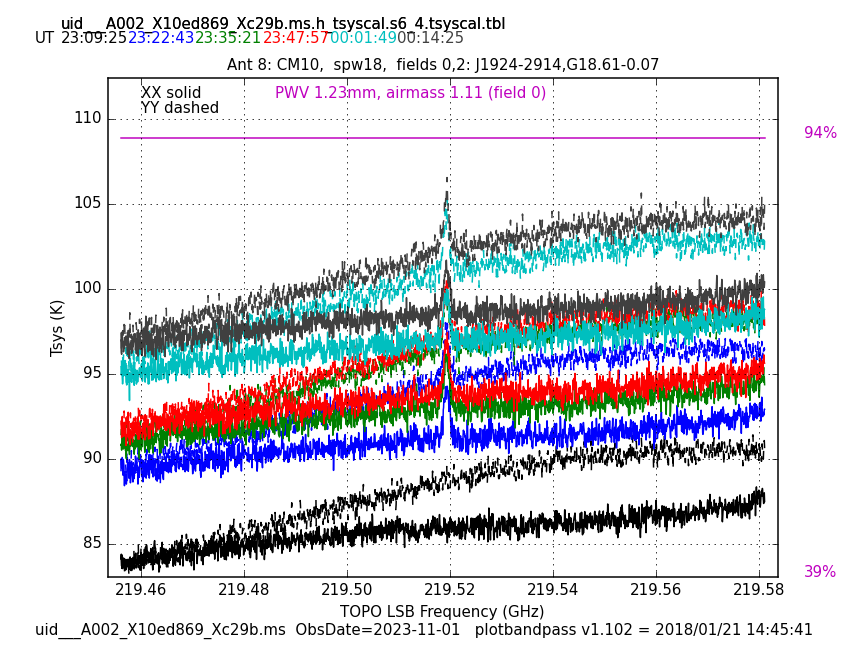 uid___A002_X10ed869_Xc29b.ms.h_tsyscal.s6_4.tsyscal.tbl
UT 23:09:25 23:22:43 23:35:21 23:47:57 00:01:49 00:14:25
Ant 8: CM10,  spw18,  fields 0,2: J1924-2914,G18.61-0.07
XX solid
YY dashed
PWV 1.23mm, airmass 1.11 (field 0)
94%
39%
110
105
100
95
90
85
Tsys (K)
219.46 219.48 219.50 219.52 219.54 219.56 219.58
TOPO LSB Frequency (GHz)
uid___A002_X10ed869_Xc29b.ms  ObsDate=2023-11-01   plotbandpass v1.102 = 2018/01/21 14:45:41